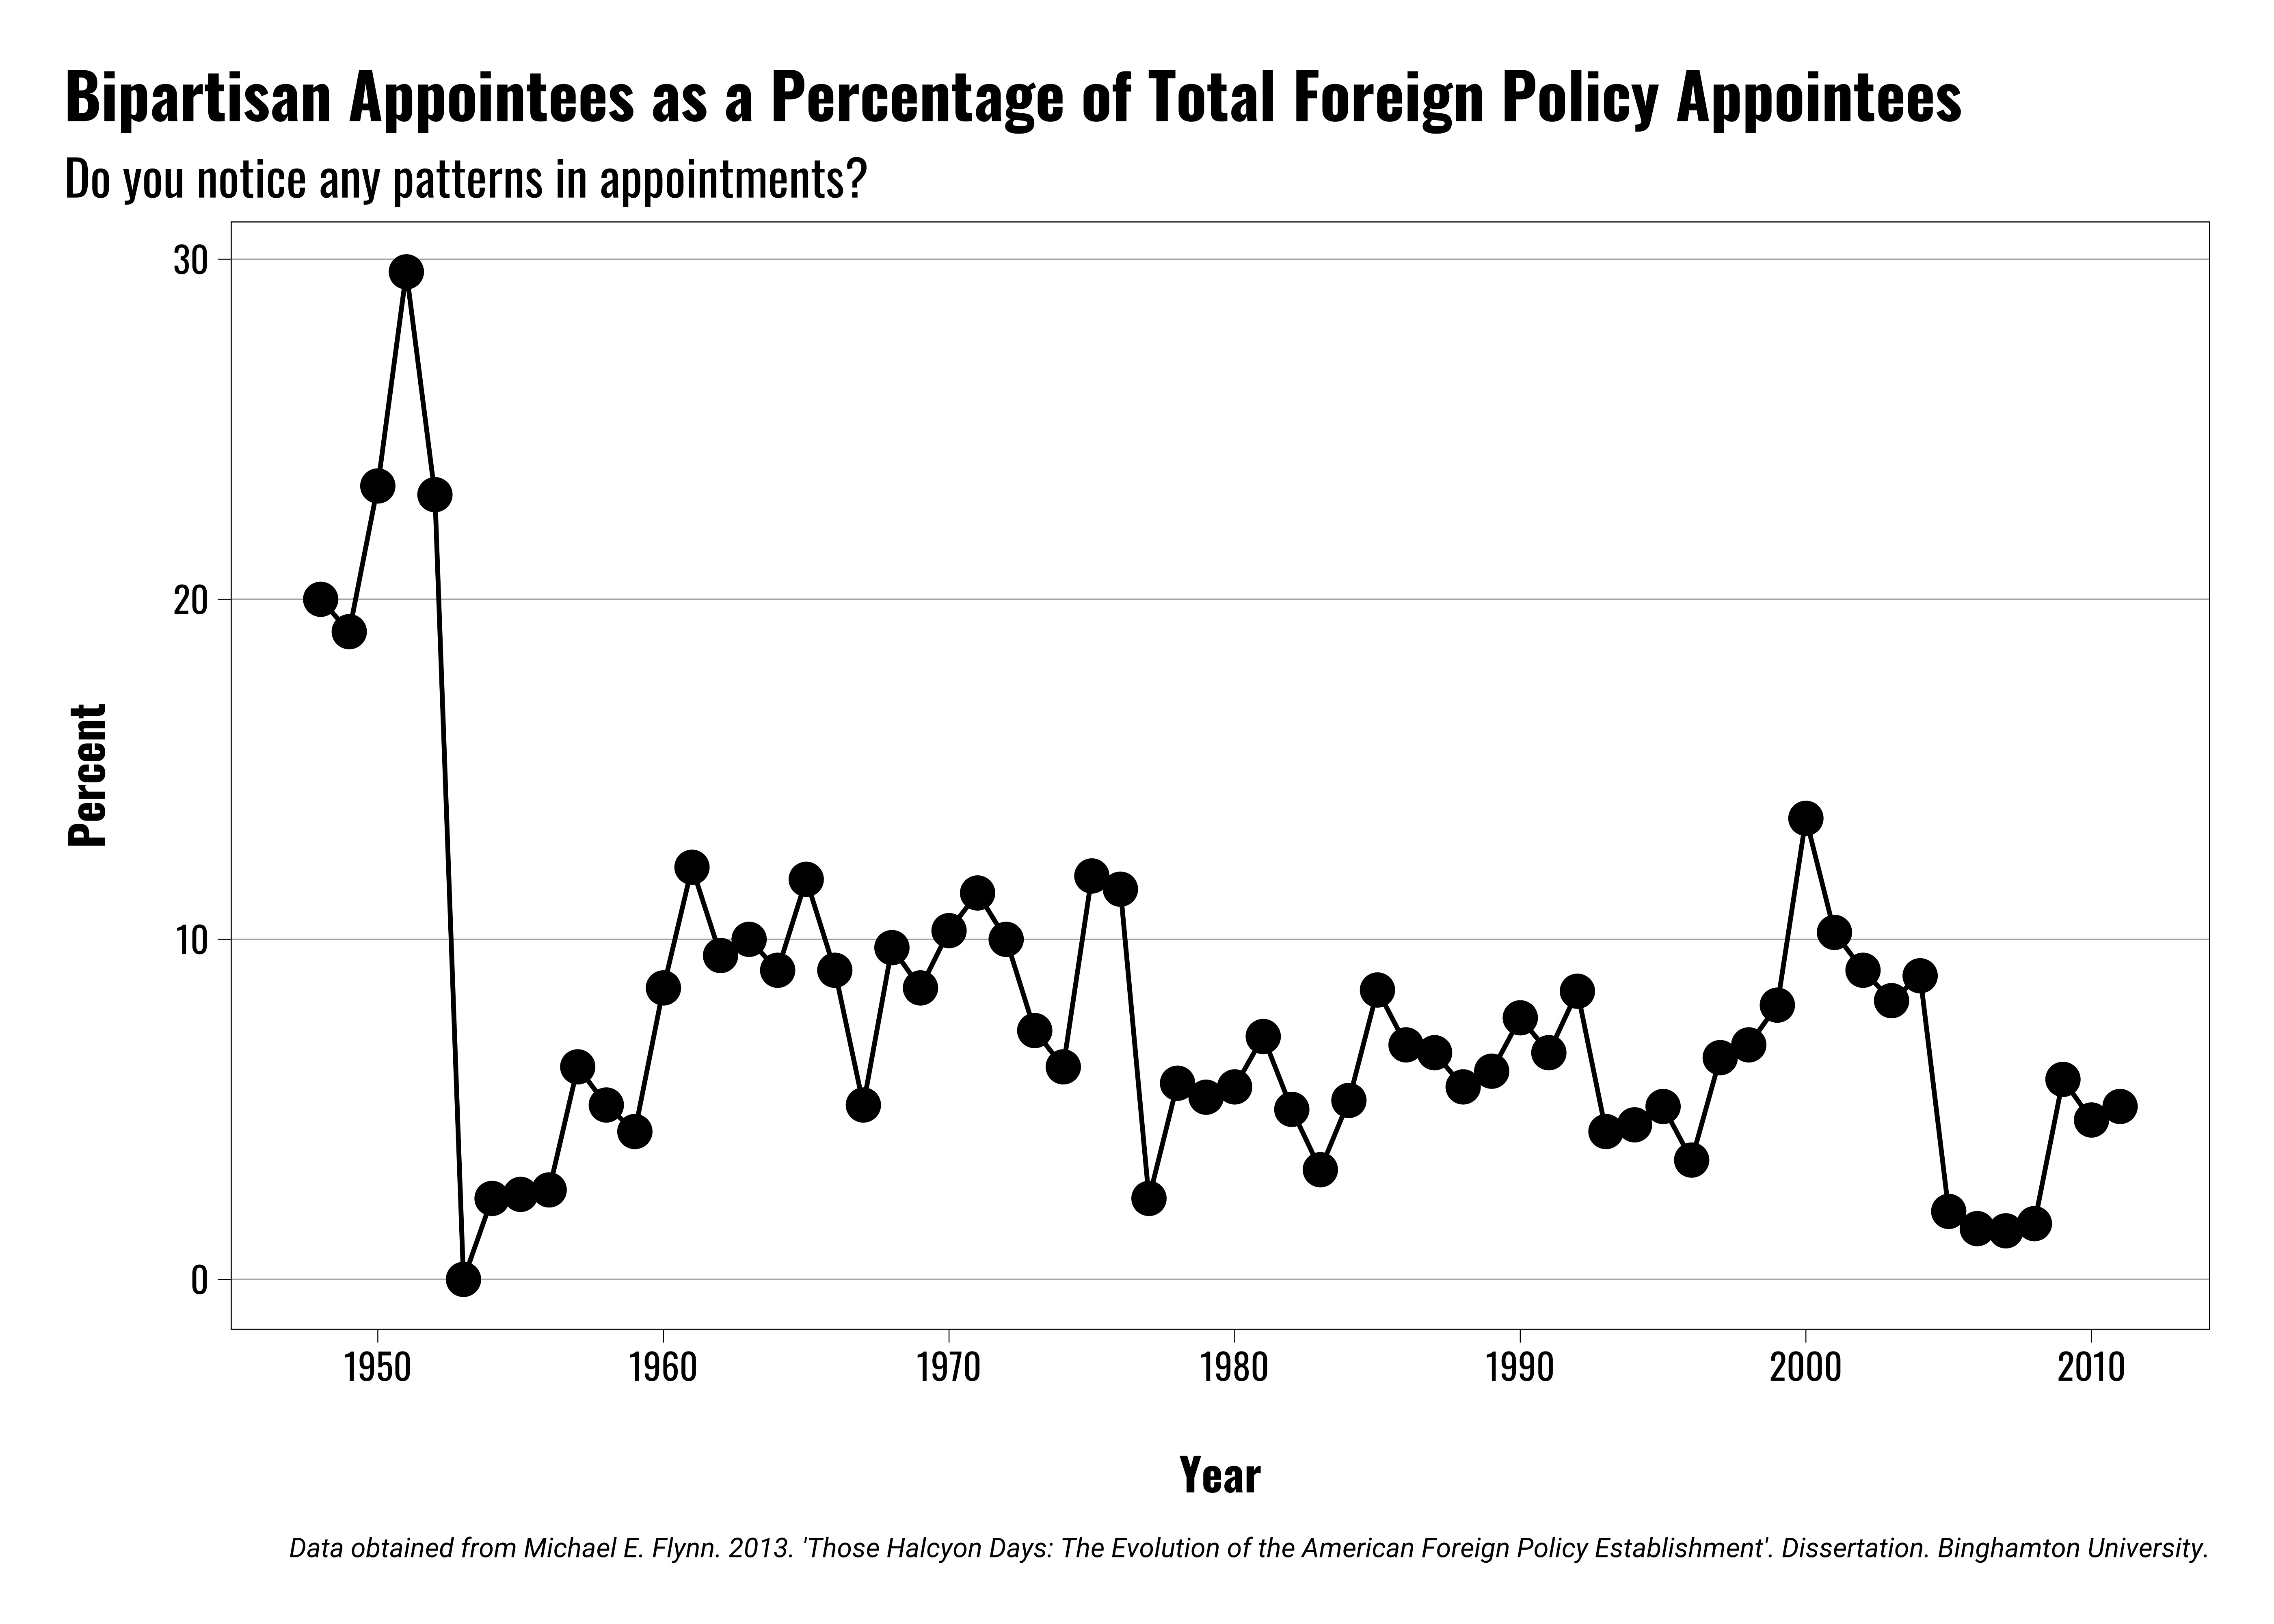 Bipartisan Appointees as a Percentage of Total Foreign Policy Appointees
Do you notice any patterns in appointments?
30
20
10
0
Percent
1950 1960 1970 1980 1990 2000 2010
Year
Data obtained from Michael E. Flynn. 2013. 'Those Halcyon Days: The Evolution of the American Foreign Policy Establishment'. Dissertation. Binghamton University.